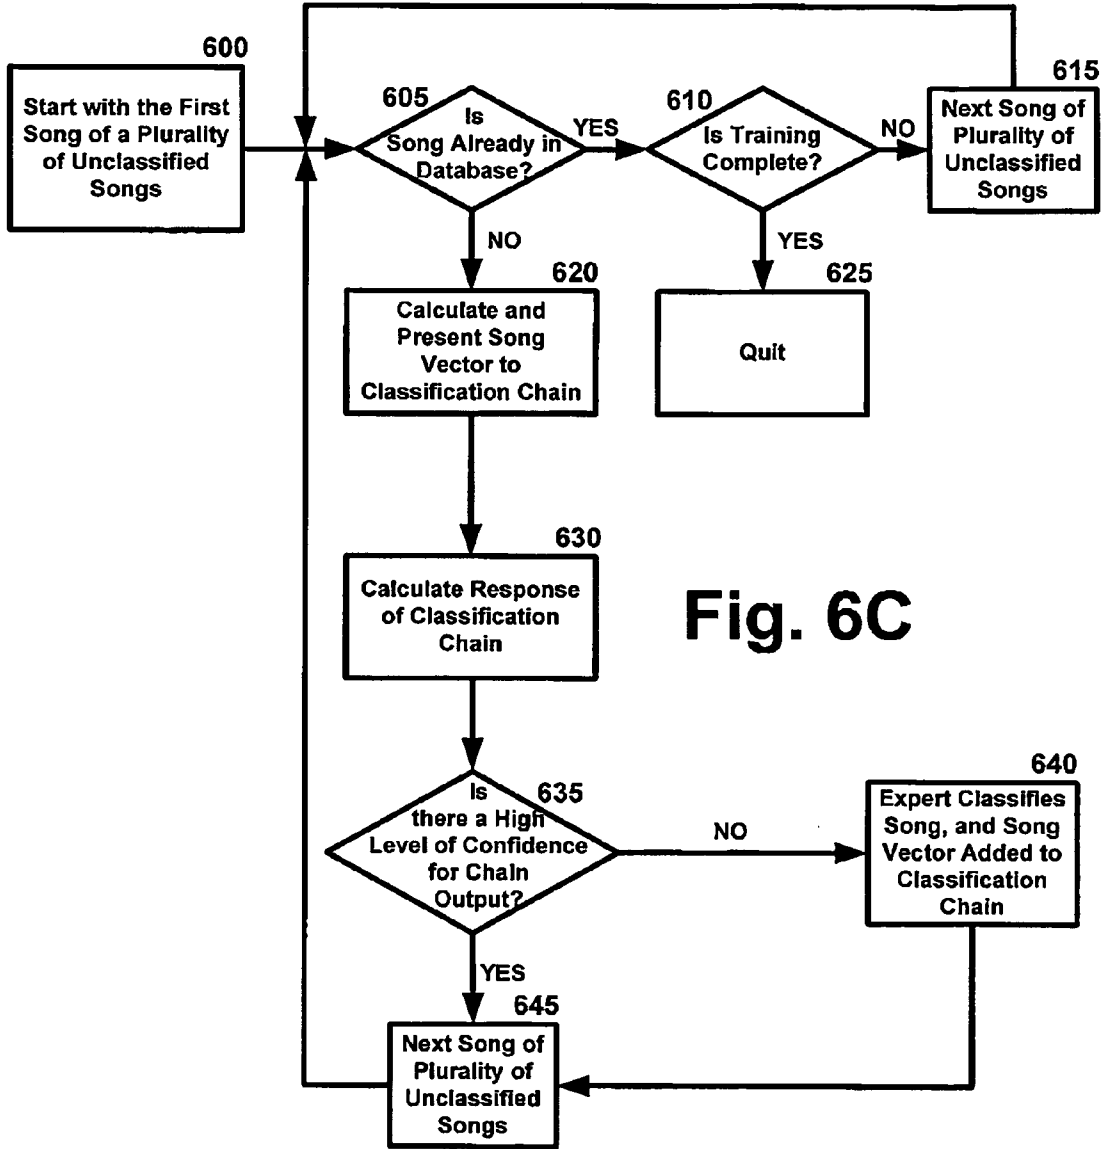 600
Start with the First
Song of a Plurality
of Unclassified
Songs
605
Is
Song Already in
Database?
YES
NO
610
Is Training
Complete?
NO
YES
615
Next Song of
Plurality of
Unclassified
Songs
620
Calculate and
Present Song
Vector to
Classification Chain
625
Quit
630
Calculate Response
of Classification
Chain
Fig. 6C
635
Is
there a High
Level of Confidence
for Chain
Output?
NO
YES
640
Expert Classifies
Song, and Song
Vector Added to
Classification
Chain
645
Next Song of
Plurality of
Unclassified
Songs